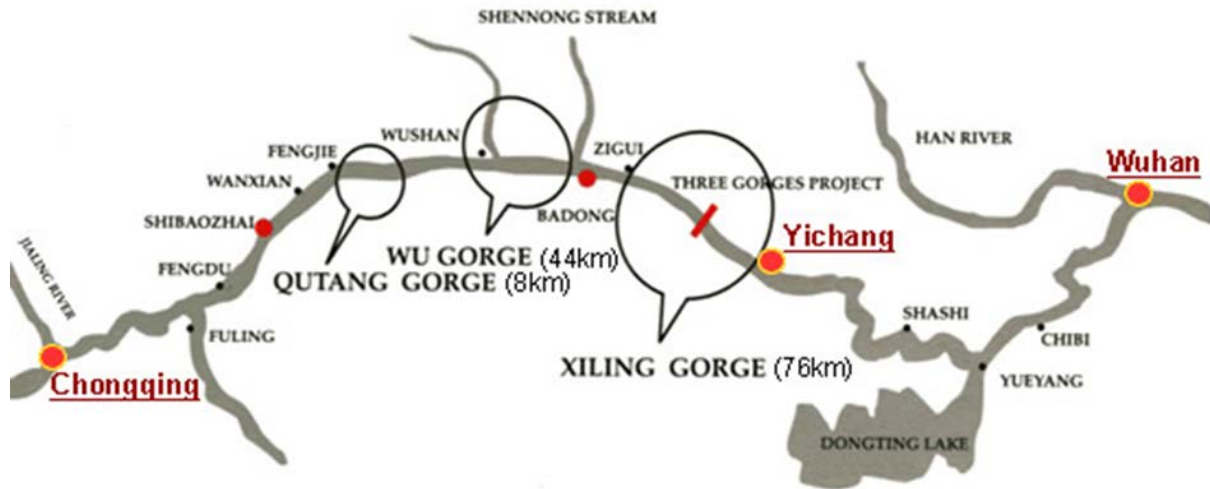 SHENNONG STREAM
HAN RIVER
Wuhan
WUSHAN
ZIGUI
FENGJIE
WANXIAN
THREE GORGES PROJECT
SHIBAOZHAI
BADONG
Yichang
WU GORGE (44km)
QUTANG GORGE (8km)
JIALING RIVER
FENGDU
FULING
SHASHI
CHIBI
XILING GORGE (76km)
YUEYANG
Chongqing
DONGTING LAKE